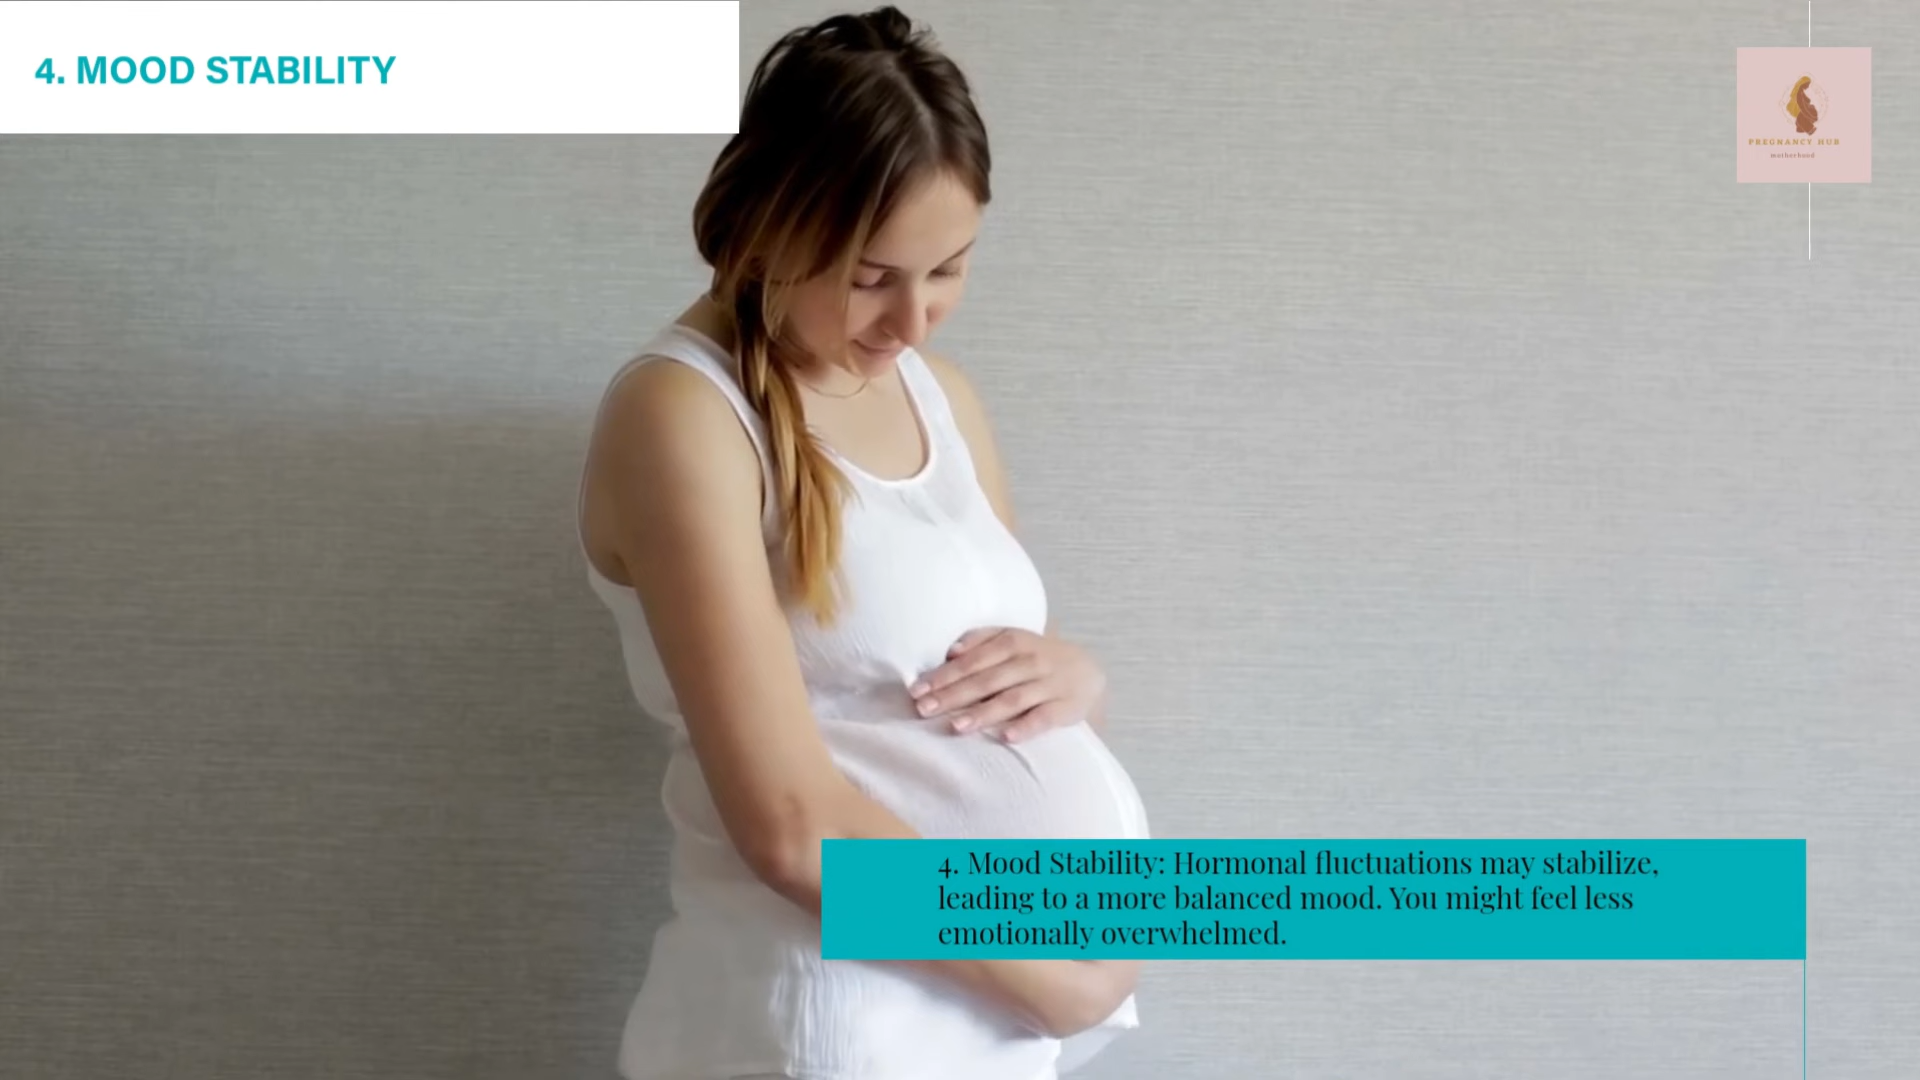 4. MOOD STABILITY
PREGNANCY HUB
motherhood
4. Mood Stability: Hormonal fluctuations may stabilize,
leading to a more balanced mood. You might feel less
emotionally overwhelmed.